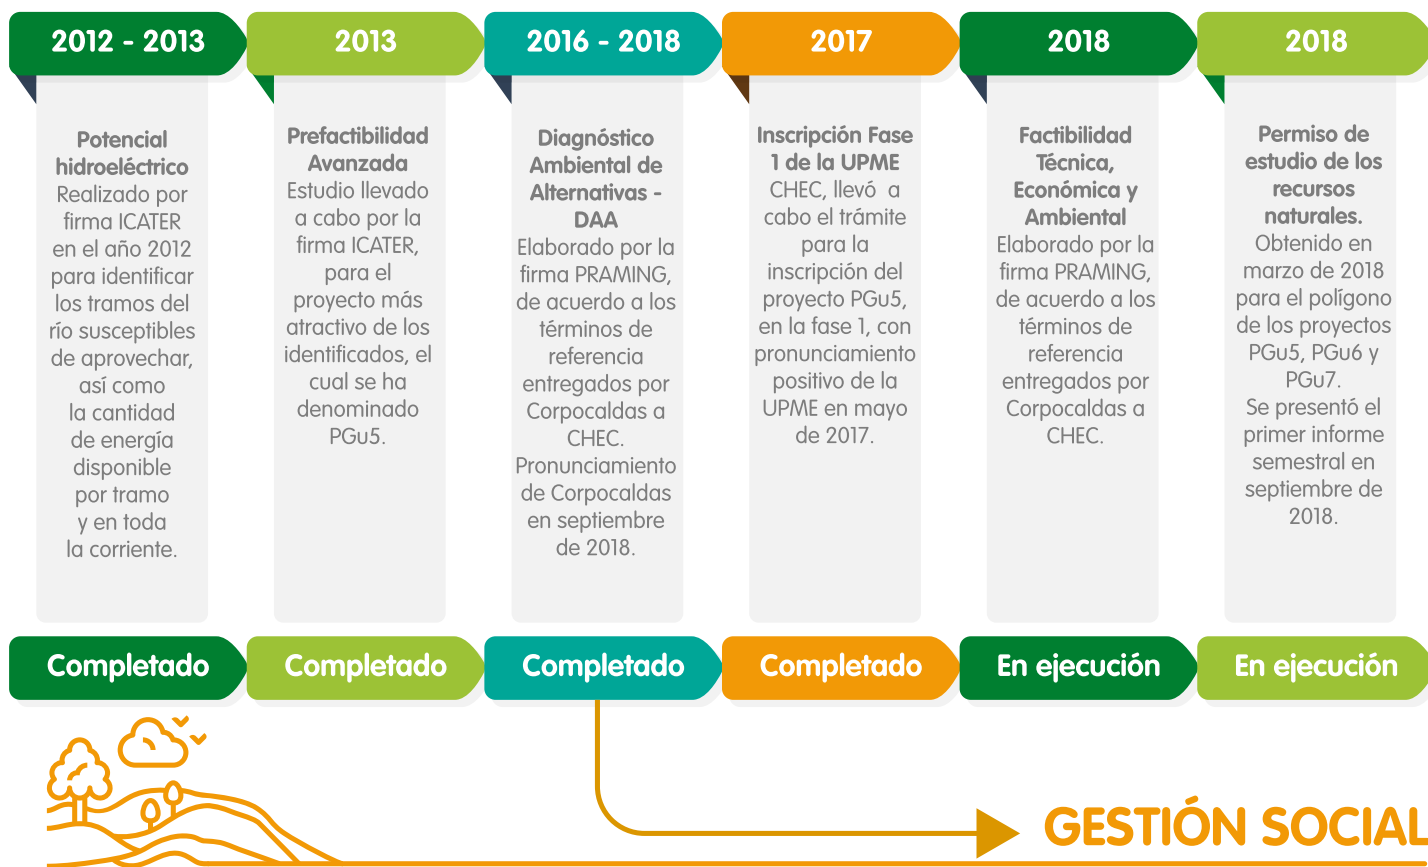 2012 - 2013
Potencial
hidroeléctrico
Realizado por
firma ICATER
en el año 2012
para identificar
los tramos del
río susceptibles
de aprovechar,
así como
la cantidad
de energía
disponible
por tramo
y en toda
la corriente.
Completado
2013
Prefactibilidad
Avanzada
Estudio llevado
a cabo por la
firma ICATER,
para el
proyecto más
atractivo de los
identificados, el
cual se ha
denominado
PGu5.
Completado
2016 - 2018
Diagnóstico
Ambiental de
Alternativas -
DAA
Elaborado por la
firma PRAMING,
de acuerdo a los
términos de
referencia
entregados por
Corpocaldas a
CHEC.
Pronunciamiento
de Corpocaldas
en septiembre
de 2018.
Completado
2017
Inscripción Fase
1 de la UPME
CHEC, llevó a
cabo el trámite
para la
inscripción del
proyecto PGu5,
en la fase 1, con
pronunciamiento
positivo de la
UPME en mayo
de 2017.
Completado
2018
Factibilidad
Técnica,
Económica y
Ambiental
Elaborado por la
firma PRAMING,
de acuerdo a los
términos de
referencia
entregados por
Corpocaldas a
CHEC.
En ejecución
2018
Permiso de
estudio de los
recursos
naturales.
Obtenido en
marzo de 2018
para el polígono
de los proyectos
PGu5, PGu6 y
PGu7.
Se presentó el
primer informe
semestral en
septiembre de
2018.
En ejecución
GESTIÓN SOCIAL